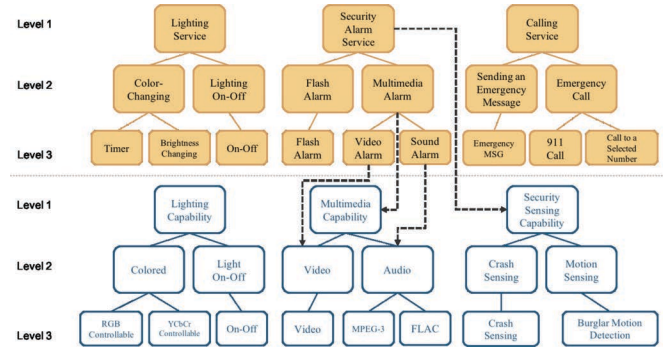 Level 1
Lighting
Service
Security
Alarm
Service
Calling
Service
Level 2
Color-
Changing
Lighting
On-Off
Flash
Alarm
Multimedia
Alarm
Sending an
Emergency
Message
Emergency
Call
Level 3
Timer
Brightness
Changing
On-Off
Flash
Alarm
Video
Alarm
Sound
Alarm
Emergency
MSG
911
Call
Call to a
Selected
Number
Level 1
Lighting
Capability
Multimedia
Capability
Security
Sensing
Capability
Level 2
Colored
Light
On-Off
Video
Audio
Crash
Sensing
Motion
Sensing
Level 3
RGB
Controllable
YCbCr
Controllable
On-Off
Video
MPEG-3
FLAC
Crash
Sensing
Burglar Motion
Detection